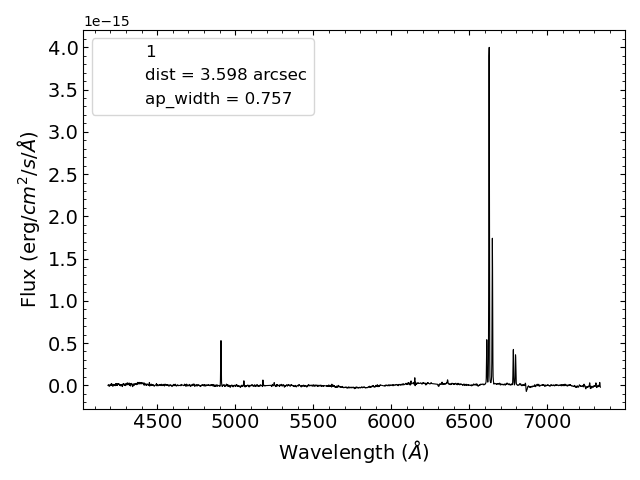 1e−15
1
dist = 3.598 arcsec
ap_width = 0.757
4.0
3.5
3.0
2.5
2.0
1.5
1.0
0.5
0.0
Flux (erg/cm²/s/Å)
4500 5000 5500 6000 6500 7000
Wavelength (Å)